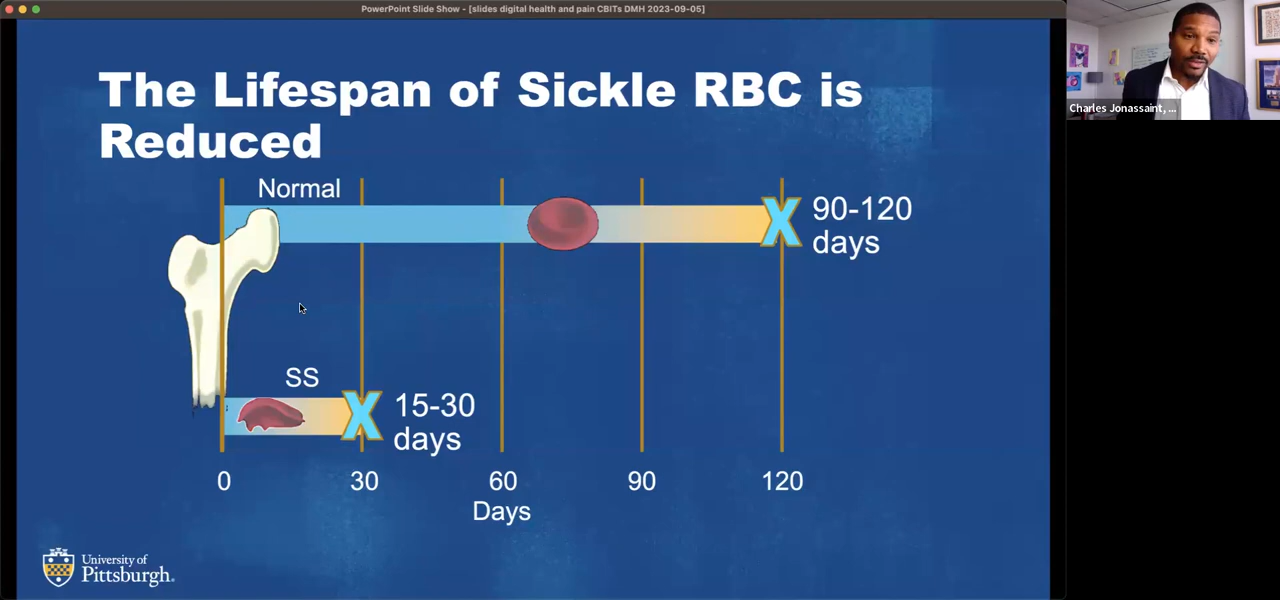 PowerPoint Slide Show - [slides digital health and pain CBITs DMH 2023-09-05]
Charles Jonassaint, ...
The Lifespan of Sickle RBC is
Reduced
Normal
90-120
days
SS
15-30
days
0 30 60 90 120
Days
University of
Pittsburgh.